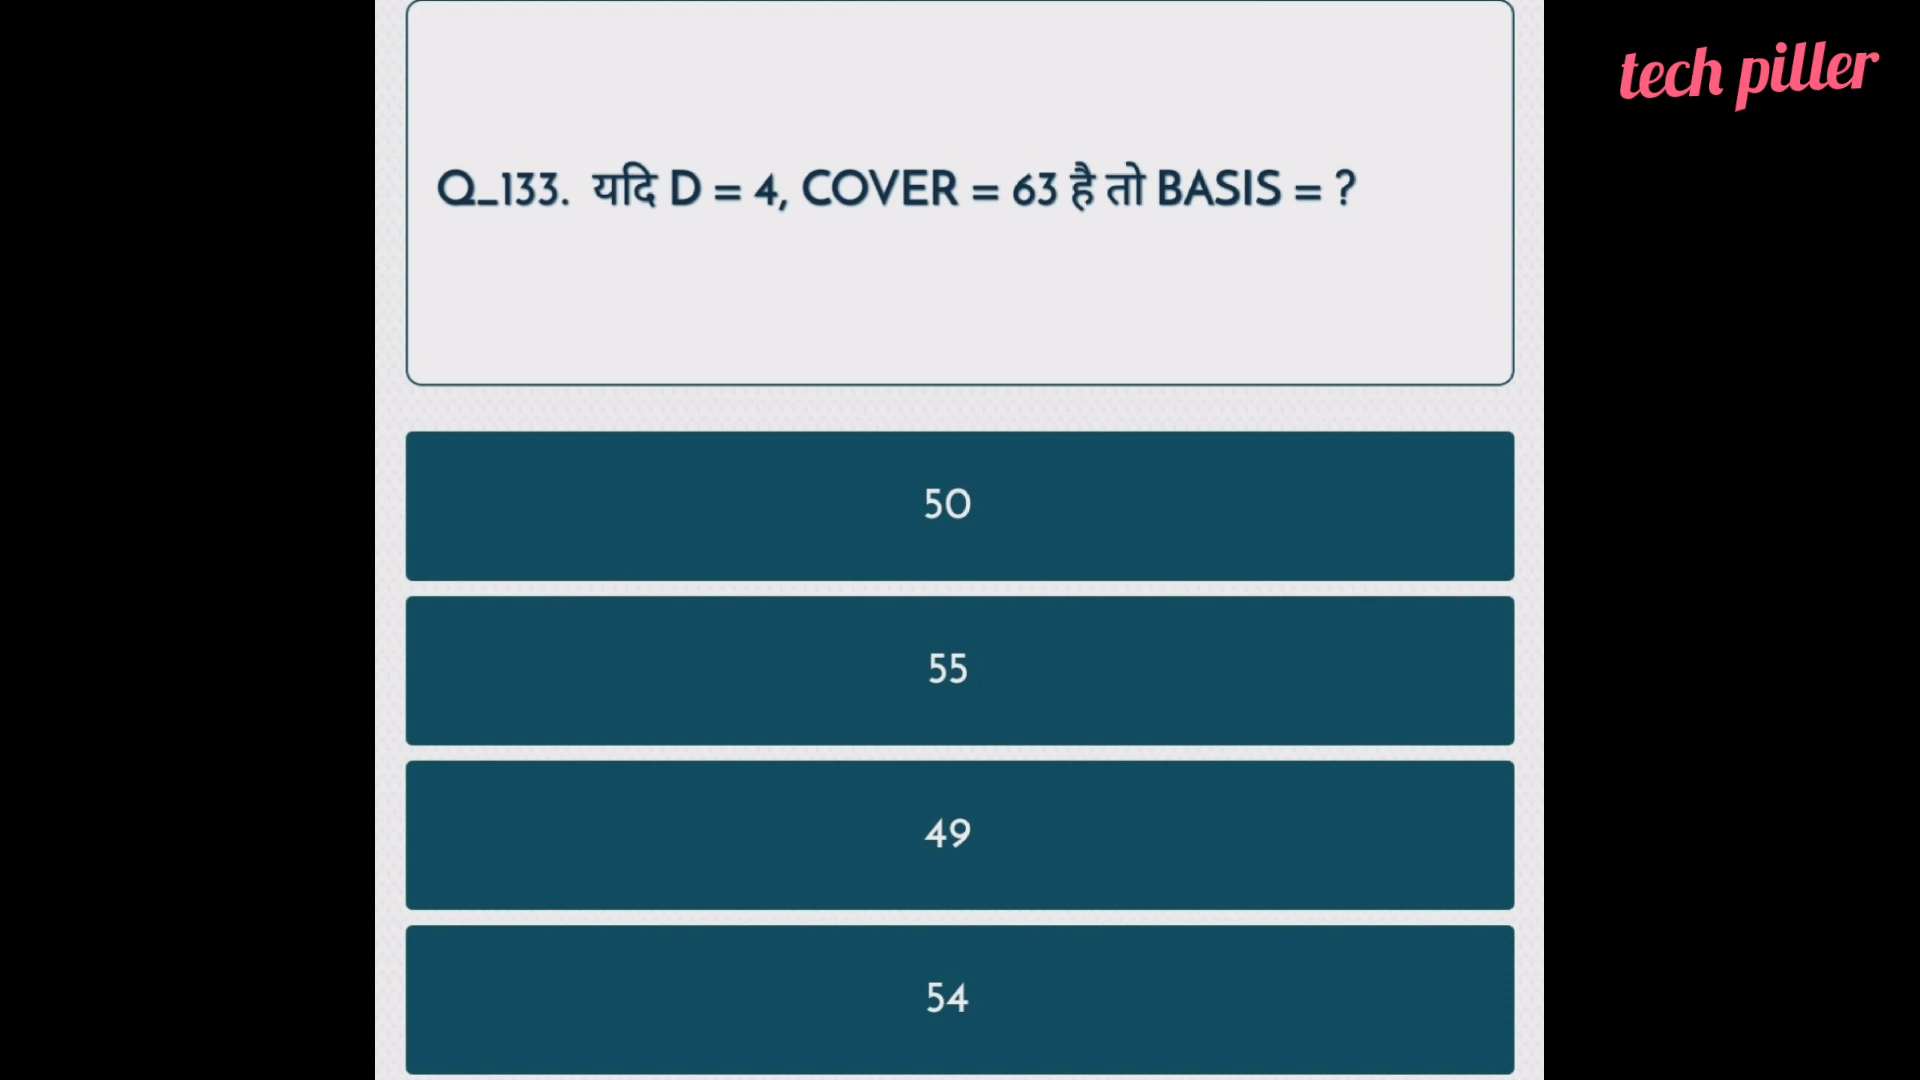 tech piller
Q_133. यदि D = 4, COVER = 63 है तो BASIS = ?
50
55
49
54